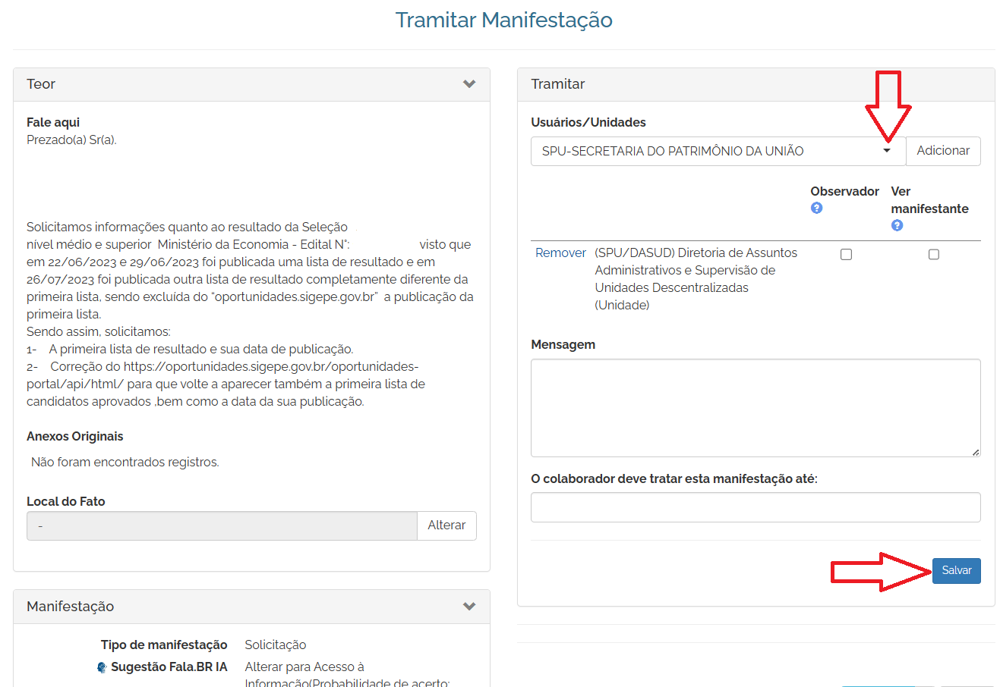 Tramitar Manifestação
Teor
Fale aqui
Prezado(a) Sr(a).
Solicitamos informações quanto ao resultado da Seleção
nível médio e superior Ministério da Economia - Edital N°: visto que
em 22/06/2023 e 29/06/2023 foi publicada uma lista de resultado e em
26/07/2023 foi publicada outra lista de resultado completamente diferente da
primeira lista, sendo excluída do “oportunidades.sigepe.gov.br” a publicação da
primeira lista.
Sendo assim, solicitamos:
1- A primeira lista de resultado e sua data de publicação.
2- Correção do https://oportunidades.sigepe.gov.br/oportunidades-
portal/api/html/ para que volte a aparecer também a primeira lista de
candidatos aprovados ,bem como a data da sua publicação.
Anexos Originais
Não foram encontrados registros.
Local do Fato
-
Alterar
Manifestação
Tipo de manifestação Solicitação
Sugestão Fala.BR IA Alterar para Acesso à
Informação(Probabilidade de acerto:
Tramitar
Usuários/Unidades
SPU-SECRETARIA DO PATRIMÔNIO DA UNIÃO
Adicionar
Observador
?
Ver
manifestante
?
Remover (SPU/DASUD) Diretoria de Assuntos
Administrativos e Supervisão de
Unidades Descentralizadas
(Unidade)
Mensagem
O colaborador deve tratar esta manifestação até:
Salvar